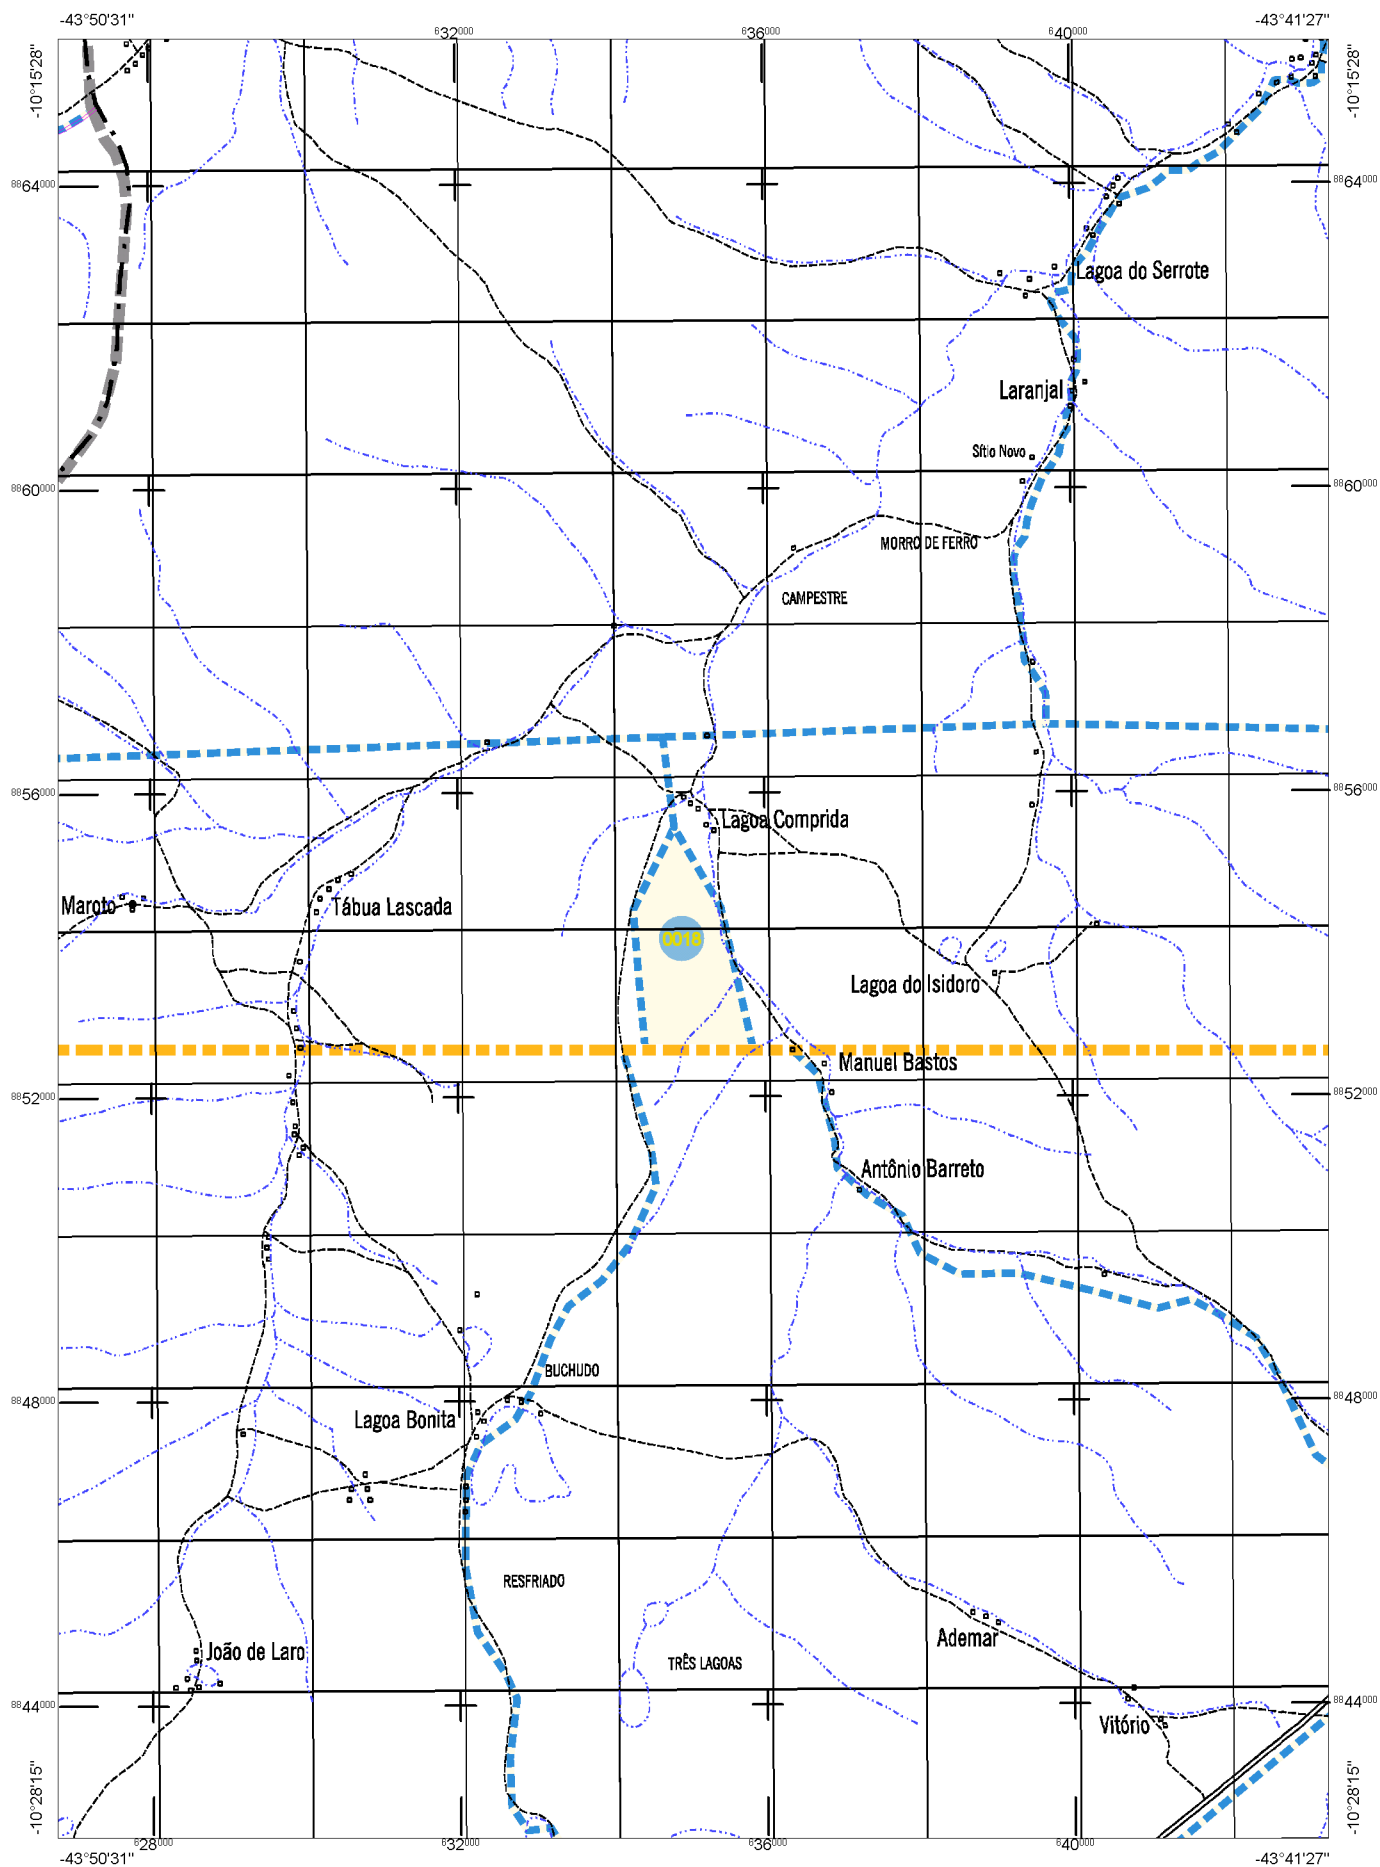 -43°50'31"
-43°41'27"
632000
636000
640000
-10°15'28"
-10°15'28"
8864000
8864000
Lagoa do Serrote
Laranjal
Sítio Novo
8860000
8860000
MORRO DE FERRO
CAMPESTRE
8856000
8856000
Lagoa Comprida
Maroto
Tábua Lascada
0018
Lagoa do Isidoro
Manuel Bastos
8852000
8852000
Antônio Barreto
BUCHUDO
8848000
8848000
Lagoa Bonita
RESFRIADO
Ademar
João de Laro
TRÊS LAGOAS
8844000
8844000
Vitório
-10°28'15"
-10°28'15"
628000
632000
636000
640000
-43°50'31"
-43°41'27"